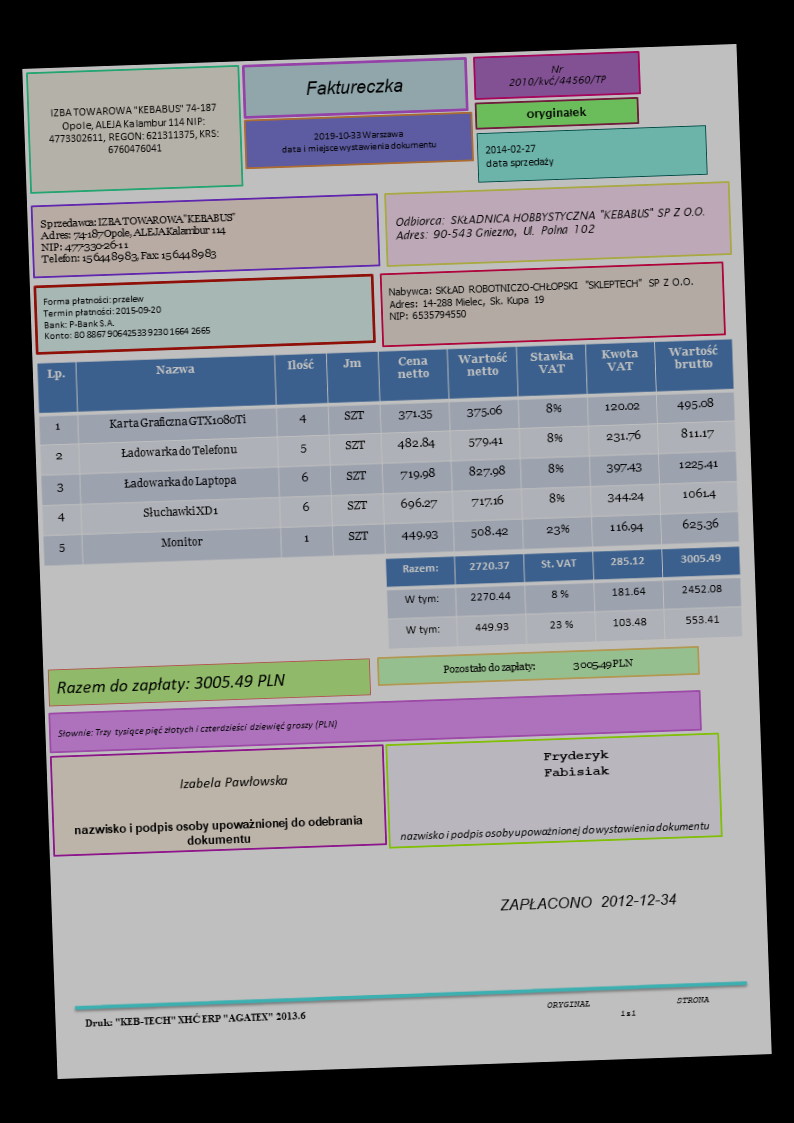 IZBA TOWAROWA "KEBABUS" 74-187
Opole, ALEJA Kalambur 114 NIP:
4773302611, REGON: 621311375, KRS:
6760476041
Faktureczka
2019-10-33 Warszawa
data i miejsce wystawienia dokumentu
Nr
2010/kvć/44560/TP
oryginałek
2014-02-27
data sprzedaży
Sprzedawca: IZBA TOWAROWA "KEBABUS"
Adres: 74-187 Opole, ALEJA Kalambur 114
NIP: 477-330-26-11
Telefon: 156448983, Fax: 156448983
Odbiorca: SKŁADNICA HOBBYSTYCZNA "KEBABUS" SP Z O.O.
Adres: 90-543 Gniezno, Ul. Polna 102
Forma płatności: przelew
Termin płatności: 2015-09-20
Bank: P-Bank S.A.
Konto: 80 8867 90642533 9230 1664 2665
Nabywca: SKŁAD ROBOTNICZO-CHŁOPSKI "SKLEPTECH" SP Z O.O.
Adres: 14-288 Mielec, Sk. Kupa 19
NIP: 6535794550
Lp. Nazwa Ilość Jm Cena netto Wartość netto Stawka VAT Kwota VAT Wartość brutto
1 Karta Graficzna GTX1080Ti 4 SZT 371.35 375.06 8% 120.02 495.08
2 Ładowarka do Telefonu 5 SZT 482.84 579.41 8% 231.76 811.17
3 Ładowarka do Laptopa 6 SZT 719.98 827.98 8% 397.43 1225.41
4 Słuchawki XD1 6 SZT 696.27 717.16 8% 344.24 1061.4
5 Monitor 1 SZT 449.93 508.42 23% 116.94 625.36
Razem: 2720.37 St. VAT 285.12 3005.49
W tym: 2270.44 8 % 181.64 2452.08
W tym: 449.93 23 % 103.48 553.41
Razem do zapłaty: 3005.49 PLN
Pozostało do zapłaty: 3005.49 PLN
Słownie: Trzy tysiące pięć złotych i czterdzieści dziewięć groszy (PLN)
Izabela Pawłowska
nazwisko i podpis osoby upoważnionej do odebrania
dokumentu
Fryderyk
Fabisiak
nazwisko i podpis osoby upoważnionej do wystawienia dokumentu
ZAPŁACONO 2012-12-34
Druk: "KEB-TECH" XHĆ ERP "AGATEX" 2013.6
ORYGINAŁ
STRONA
1 z 1